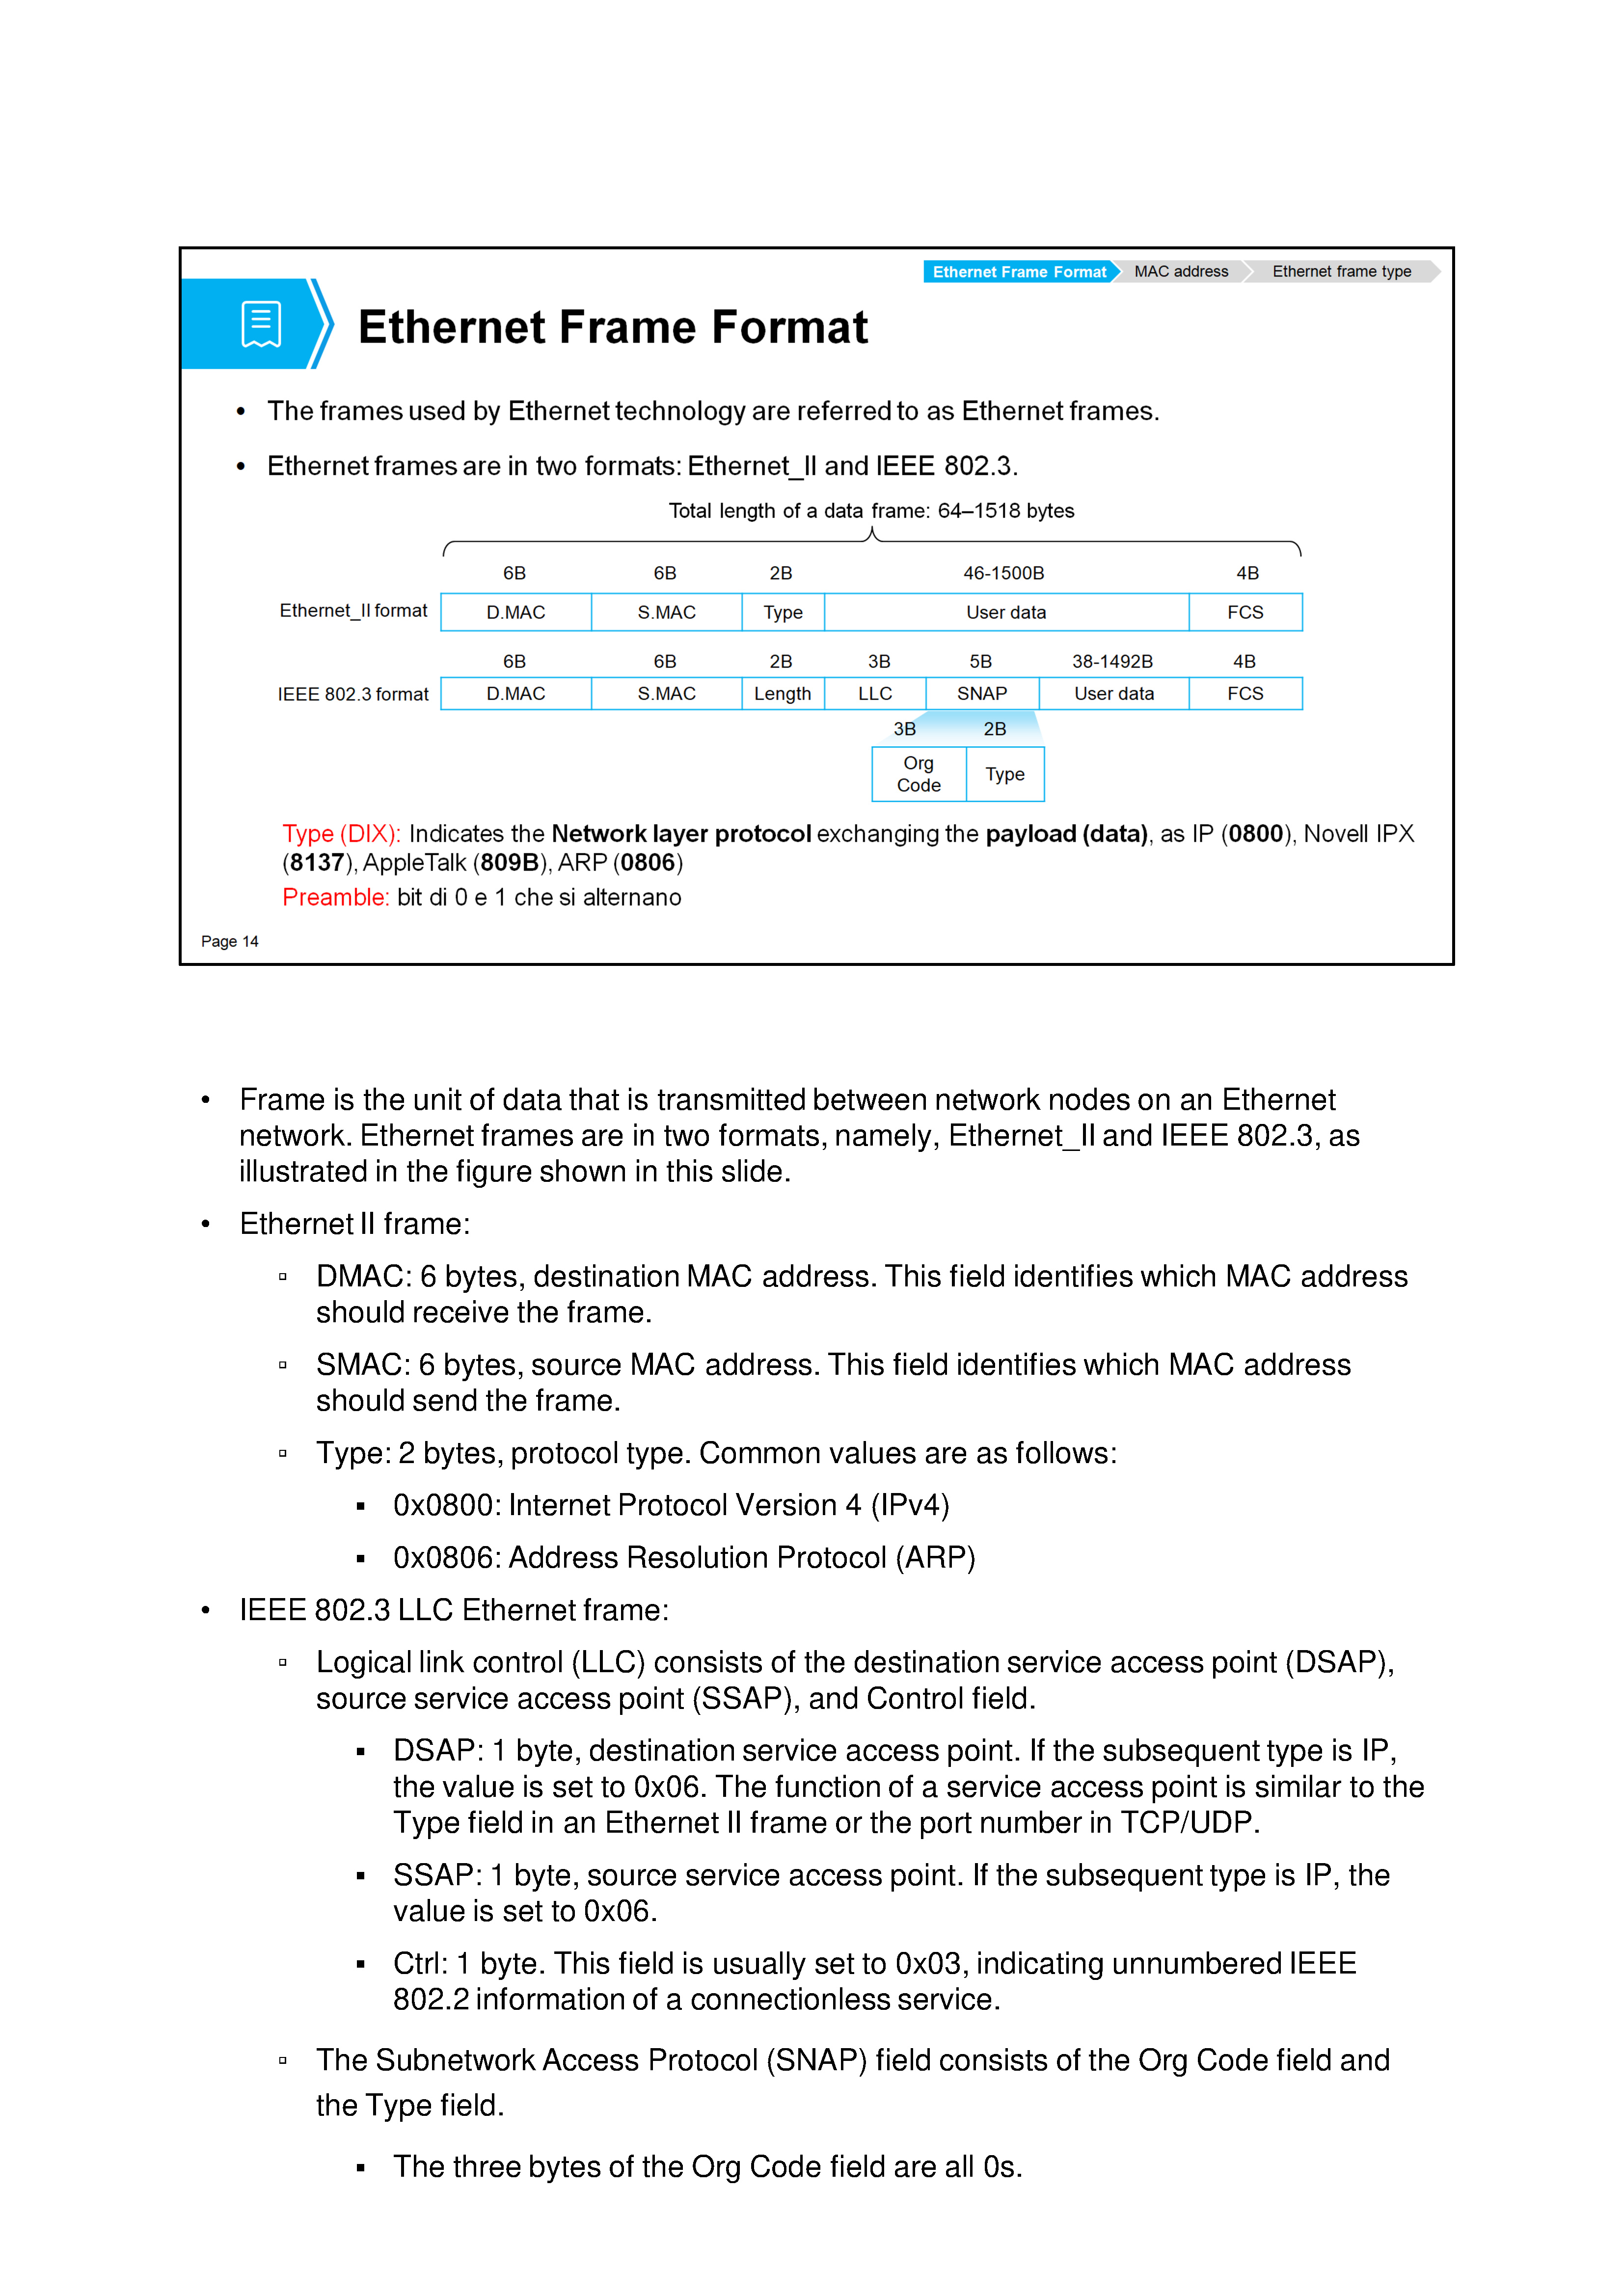 Ethernet Frame Format
MAC address
Ethernet frame type
Ethernet Frame Format
• The frames used by Ethernet technology are referred to as Ethernet frames.
• Ethernet frames are in two formats: Ethernet_II and IEEE 802.3.
Total length of a data frame: 64–1518 bytes
6B 6B 2B 46-1500B 4B
Ethernet_II format D.MAC S.MAC Type User data FCS
6B 6B 2B 3B 5B 38-1492B 4B
IEEE 802.3 format D.MAC S.MAC Length LLC SNAP User data FCS
3B 2B
Org Code Type
Type (DIX): Indicates the Network layer protocol exchanging the payload (data), as IP (0800), Novell IPX
(8137), AppleTalk (809B), ARP (0806)
Preamble: bit di 0 e 1 che si alternano
Page 14
• Frame is the unit of data that is transmitted between network nodes on an Ethernet
network. Ethernet frames are in two formats, namely, Ethernet_II and IEEE 802.3, as
illustrated in the figure shown in this slide.
• Ethernet II frame:
▫ DMAC: 6 bytes, destination MAC address. This field identifies which MAC address
should receive the frame.
▫ SMAC: 6 bytes, source MAC address. This field identifies which MAC address
should send the frame.
▫ Type: 2 bytes, protocol type. Common values are as follows:
▪ 0x0800: Internet Protocol Version 4 (IPv4)
▪ 0x0806: Address Resolution Protocol (ARP)
• IEEE 802.3 LLC Ethernet frame:
▫ Logical link control (LLC) consists of the destination service access point (DSAP),
source service access point (SSAP), and Control field.
▪ DSAP: 1 byte, destination service access point. If the subsequent type is IP,
the value is set to 0x06. The function of a service access point is similar to the
Type field in an Ethernet II frame or the port number in TCP/UDP.
▪ SSAP: 1 byte, source service access point. If the subsequent type is IP, the
value is set to 0x06.
▪ Ctrl: 1 byte. This field is usually set to 0x03, indicating unnumbered IEEE
802.2 information of a connectionless service.
▫ The Subnetwork Access Protocol (SNAP) field consists of the Org Code field and
the Type field.
▪ The three bytes of the Org Code field are all 0s.